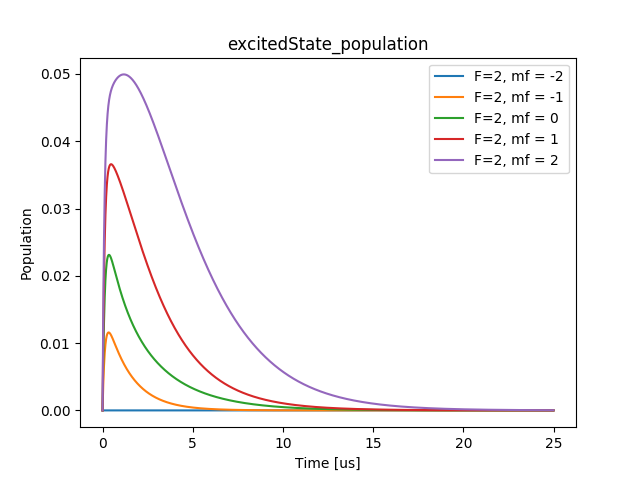 excitedState_population
F=2, mf = -2
F=2, mf = -1
F=2, mf = 0
F=2, mf = 1
F=2, mf = 2
Population
0.05
0.04
0.03
0.02
0.01
0.00
0 5 10 15 20 25
Time [us]